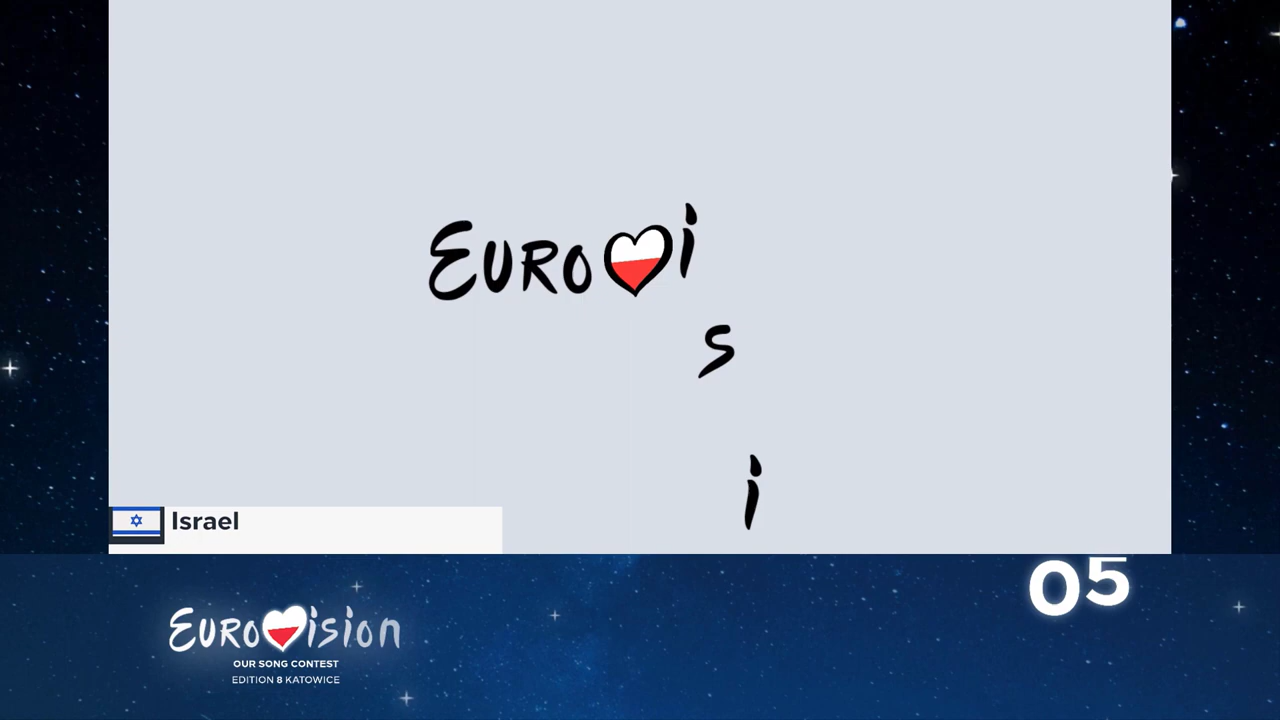 EURO i
s
i
Israel
05
EURO ision
OUR SONG CONTEST
EDITION 8 KATOWICE